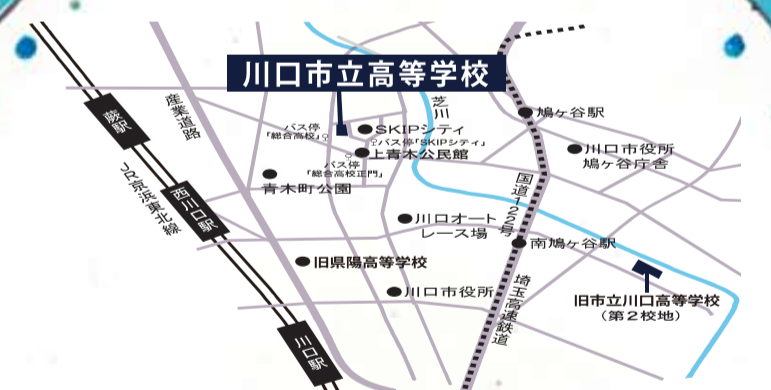 川口市立高等学校
蕨駅
産業道路
芝川
バス停
「総合高校」
SKIPシティ
バス停「SKIPシティ」
上青木公民館
バス停
「総合高校正門」
青木町公園
鳩ヶ谷駅
川口市役所
鳩ヶ谷庁舎
JR京浜東北線
西川口駅
国道122号
川口オート
レース場
南鳩ヶ谷駅
旧県陽高等学校
川口市役所
埼玉高速鉄道
旧市立川口高等学校
（第2校地）
川口駅